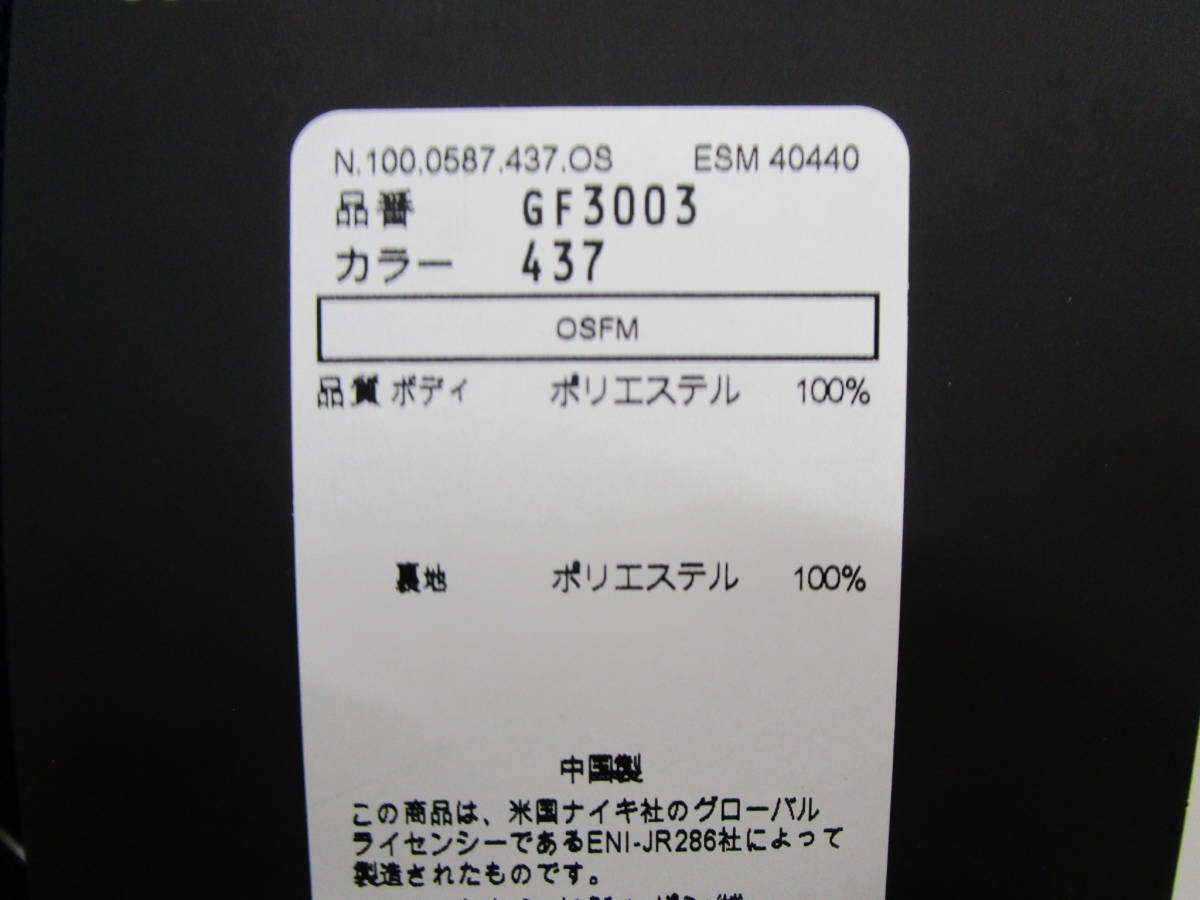 N.100.0587.437.OS ESM 40440
品番 GF3003
カラー 437
OSFM
品質 ボディ ポリエステル 100%
裏地 ポリエステル 100%
中国製
この商品は、米国ナイキ社のグローバル
ライセンシーであるENI-JR286社によって
製造されたものです。